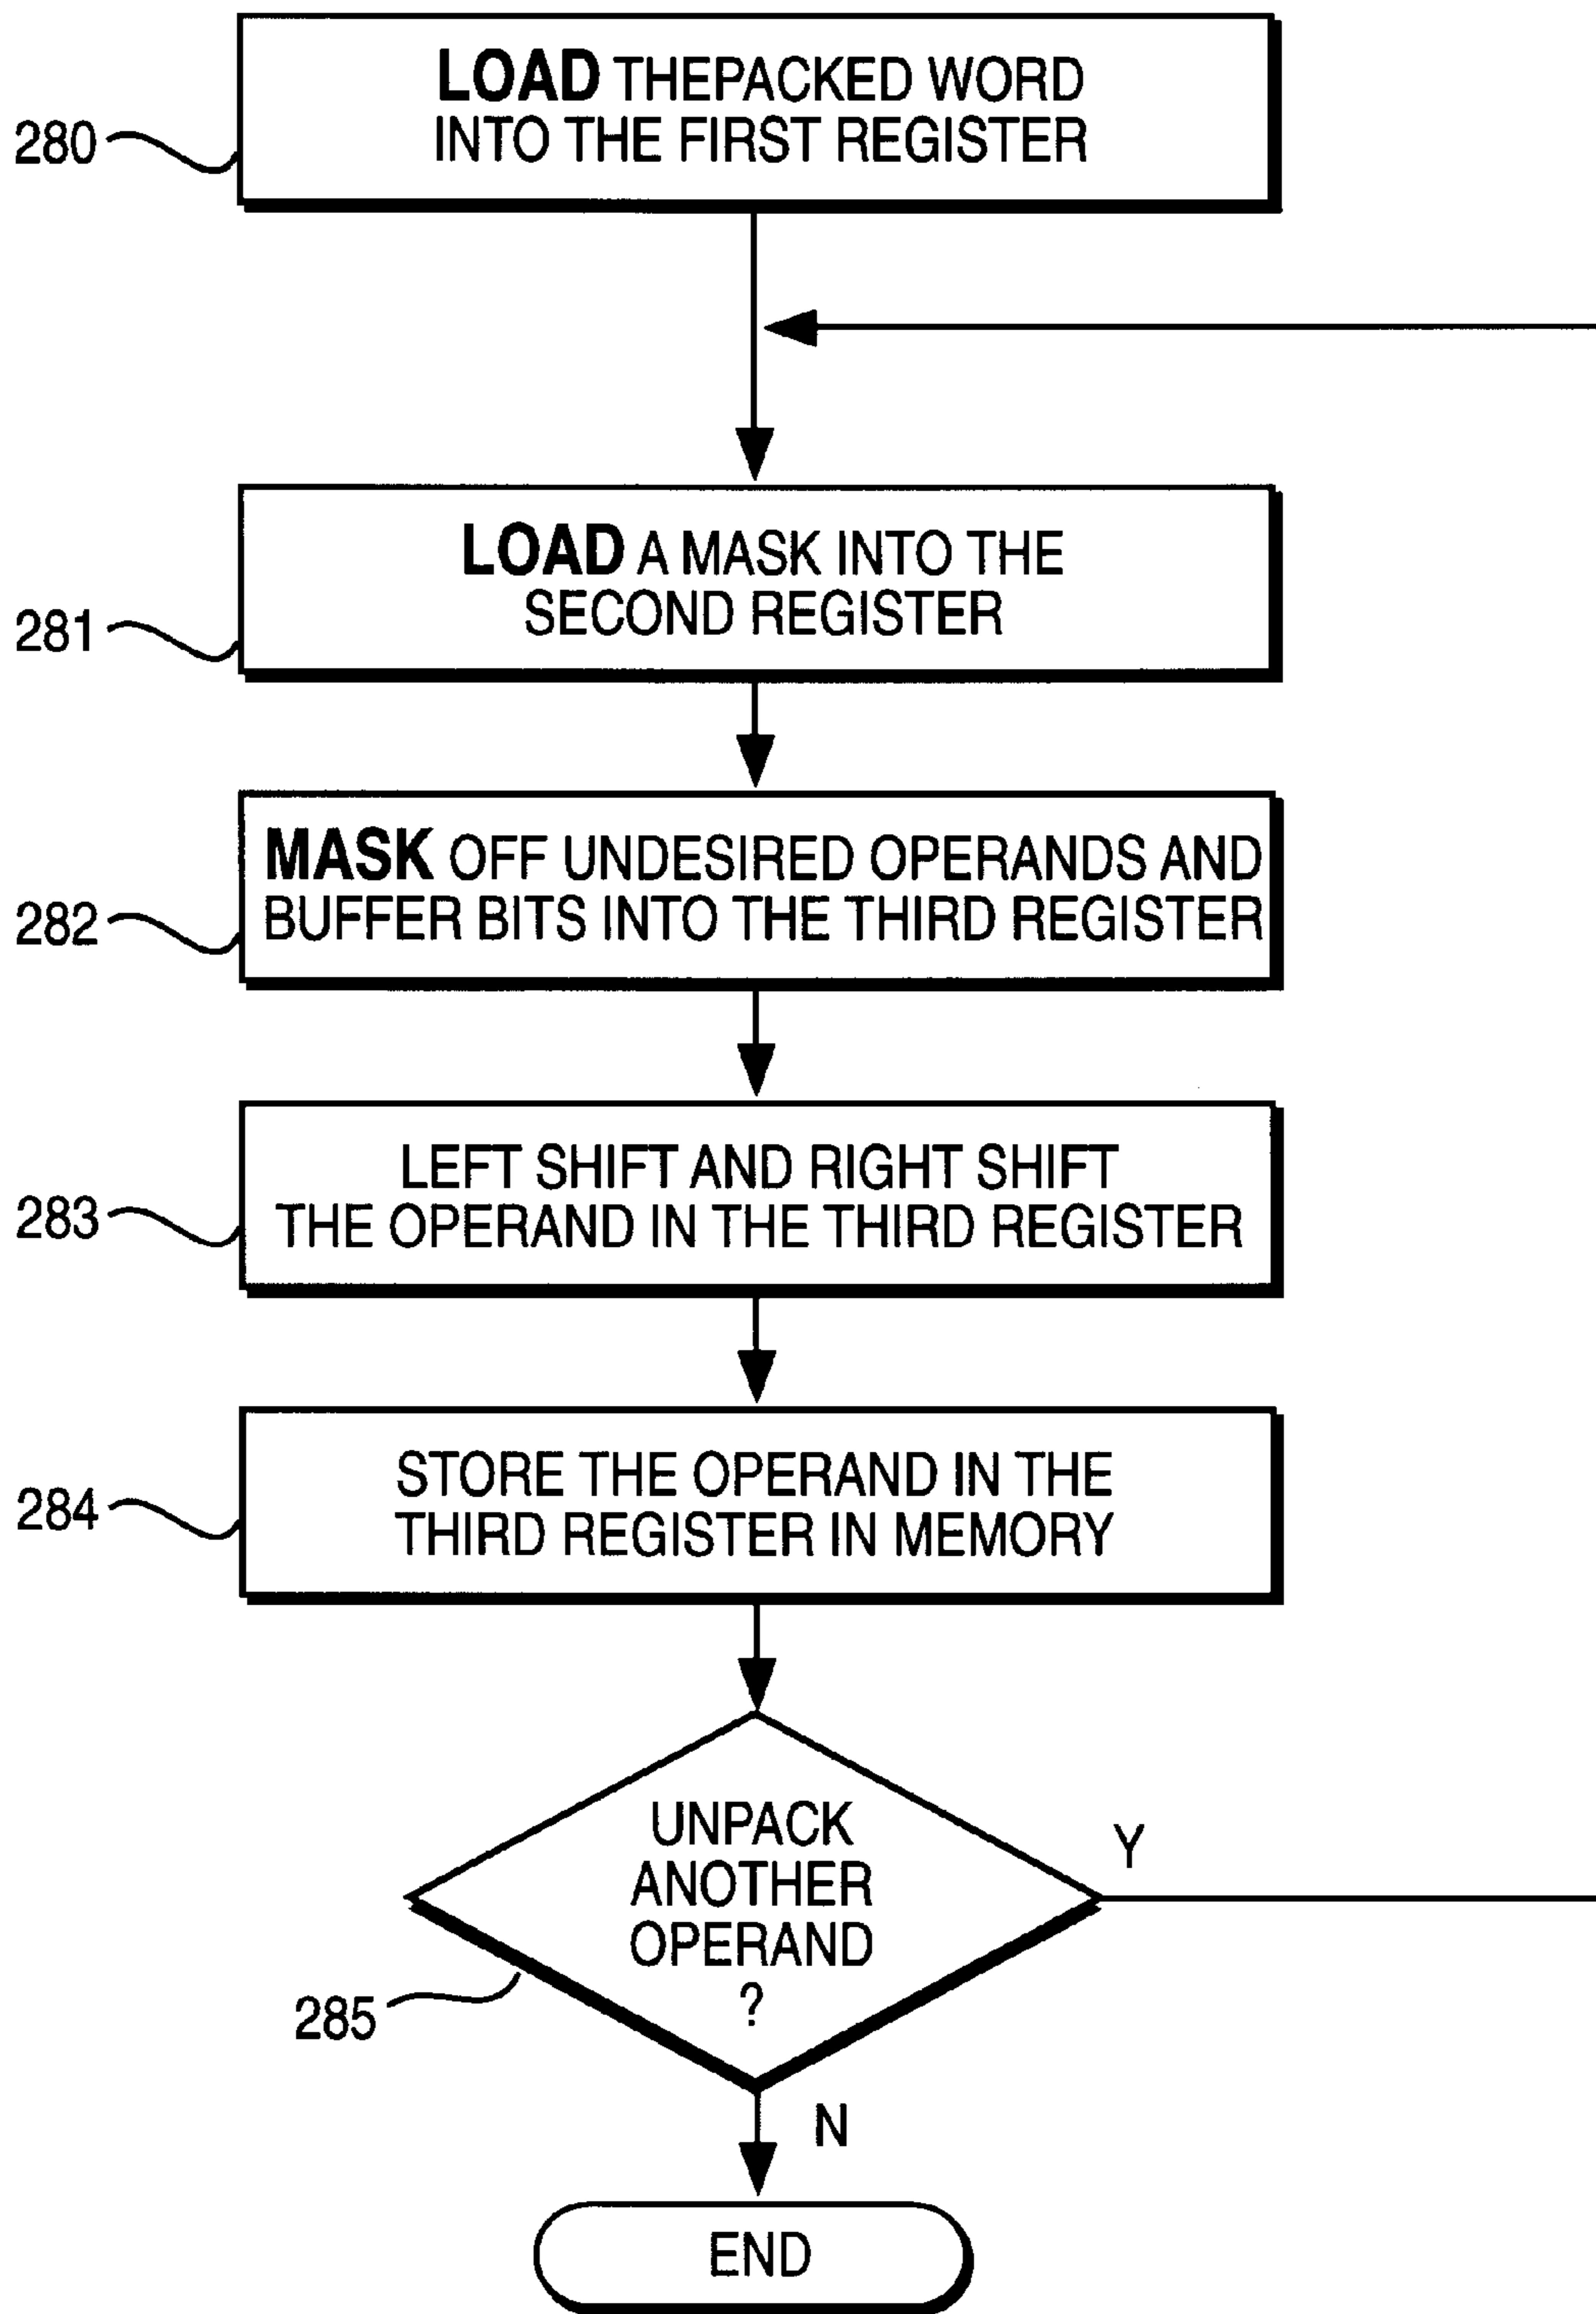 LOAD THEPACKED WORD
INTO THE FIRST REGISTER
280
LOAD A MASK INTO THE
SECOND REGISTER
281
MASK OFF UNDESIRED OPERANDS AND
BUFFER BITS INTO THE THIRD REGISTER
282
LEFT SHIFT AND RIGHT SHIFT
THE OPERAND IN THE THIRD REGISTER
283
STORE THE OPERAND IN THE
THIRD REGISTER IN MEMORY
284
UNPACK
ANOTHER
OPERAND
?
Y
285
N
END